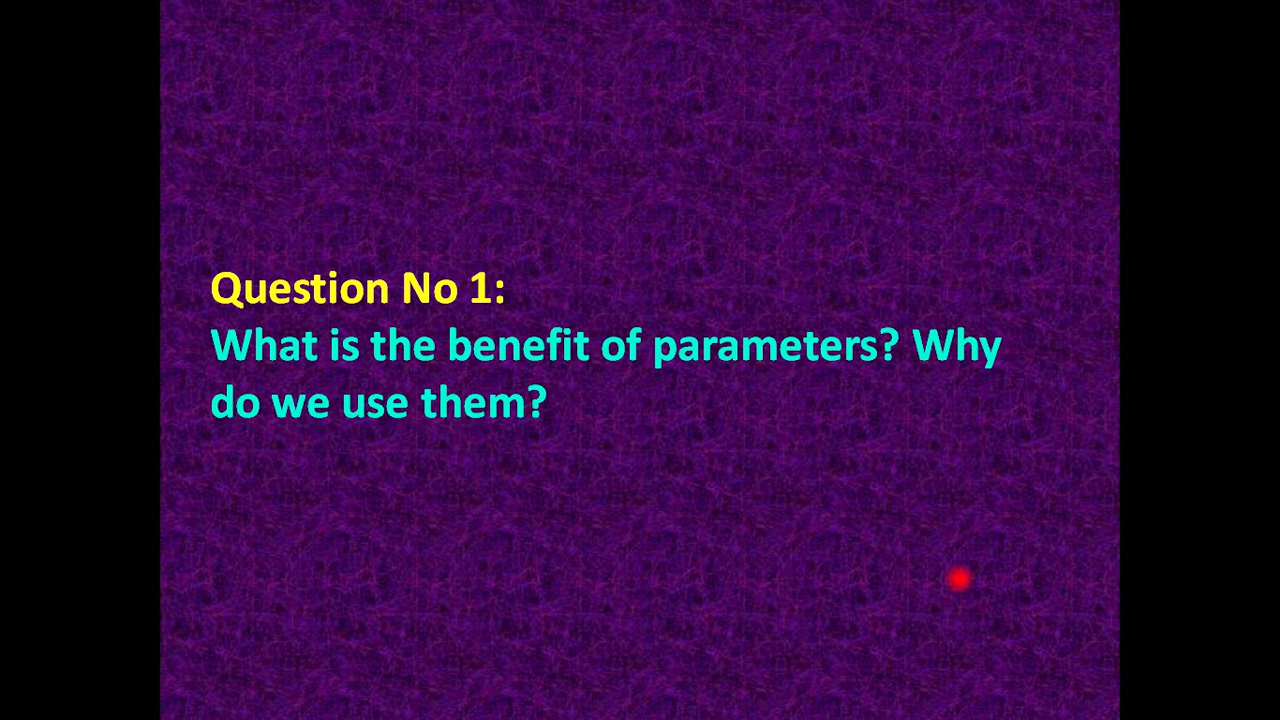 Question No 1:
What is the benefit of parameters? Why
do we use them?